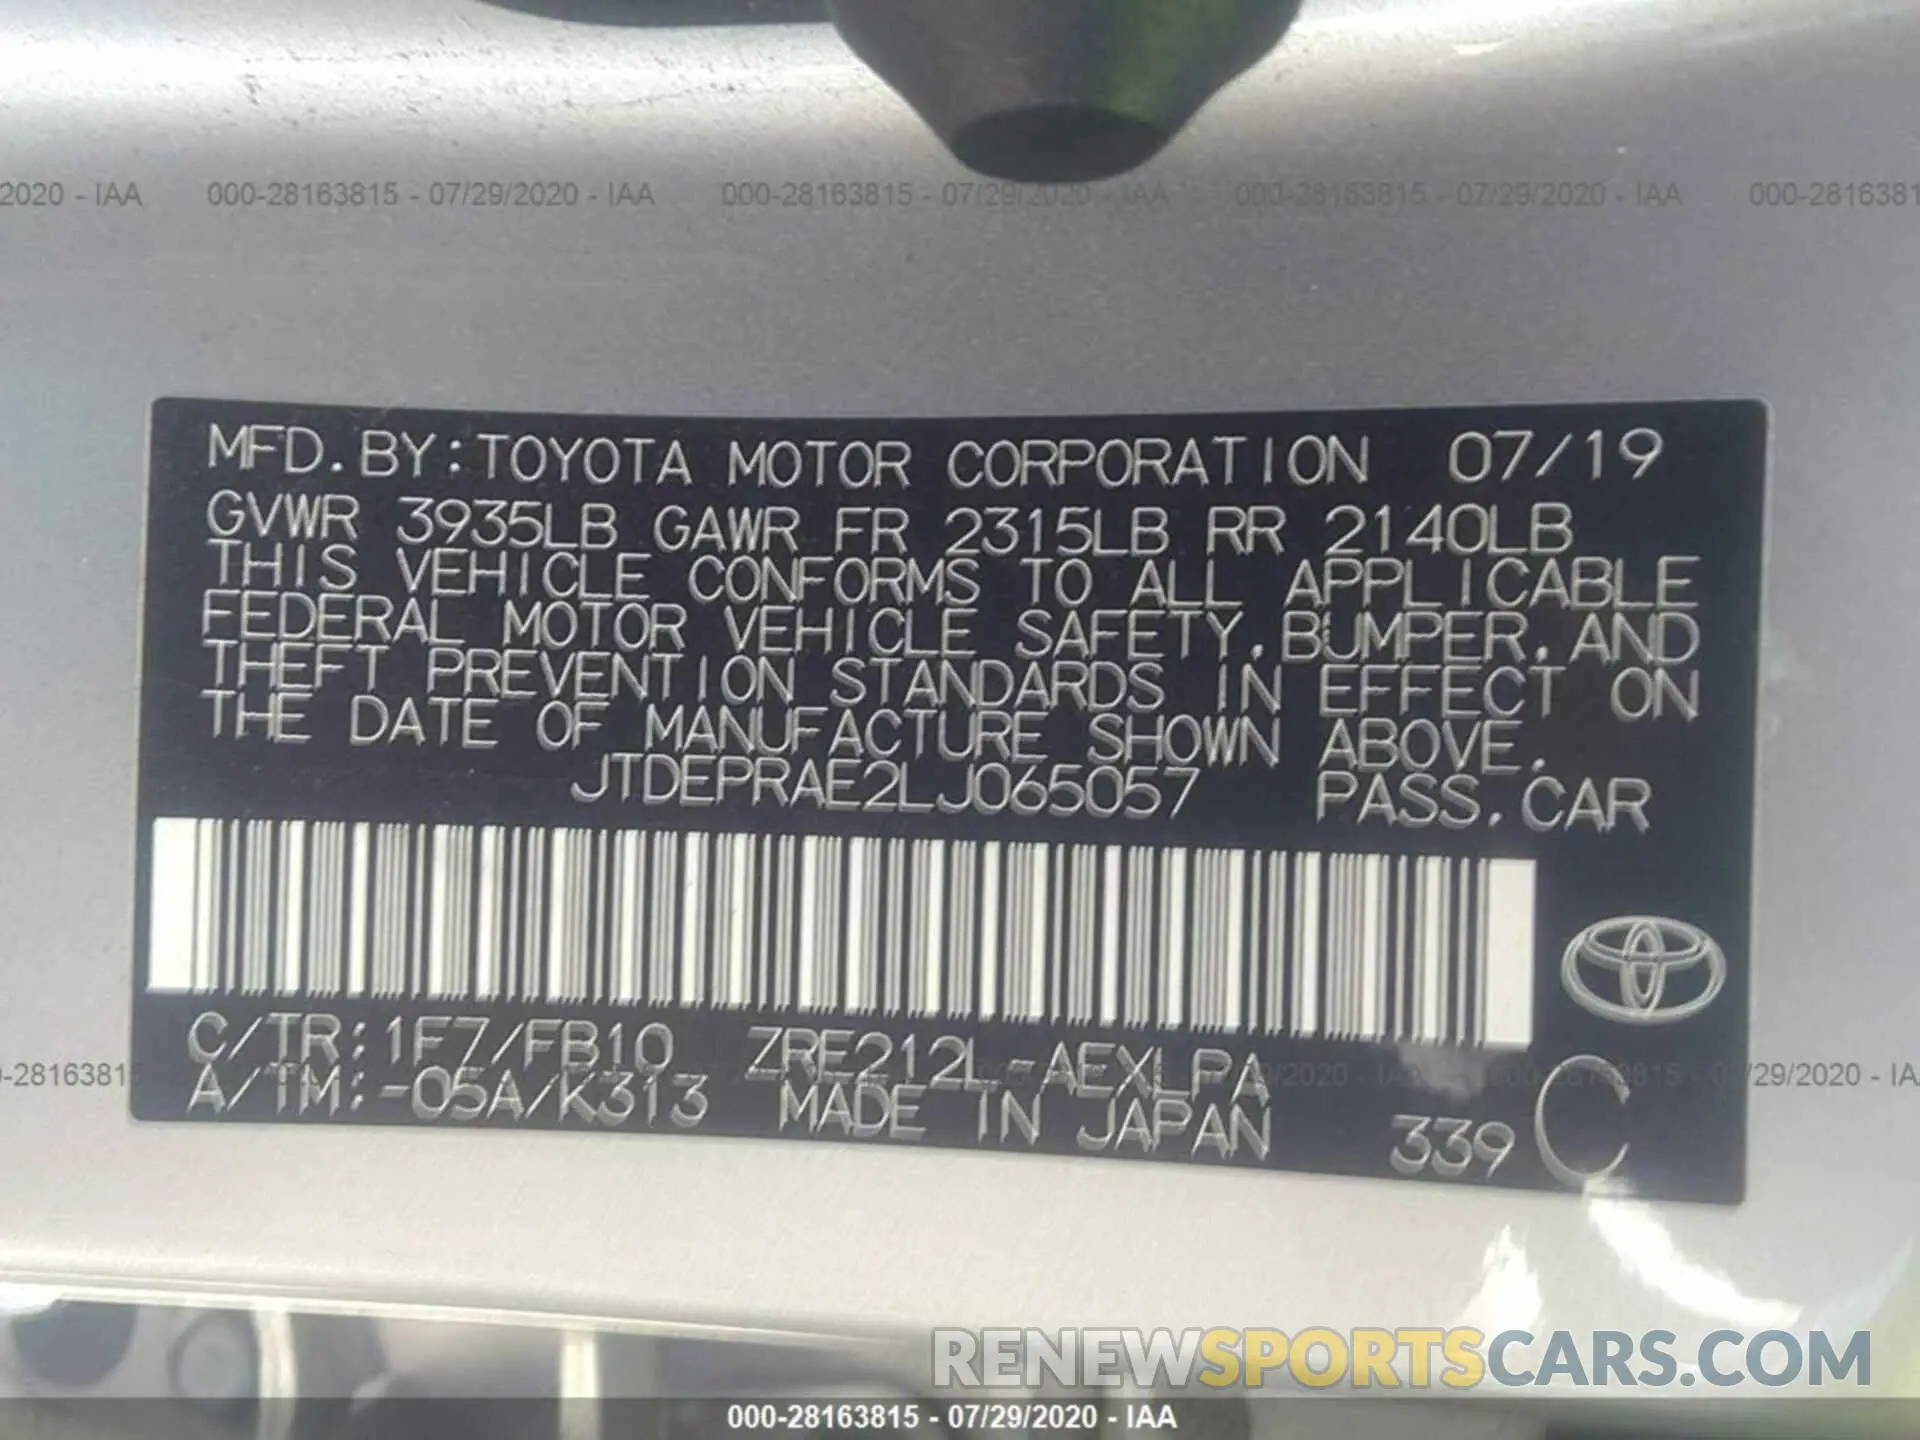 2020 - IAA 000-28163815 - 07/29/2020 - IAA 000-28163815 - 07/29/2020 - IAA 000-28163815 - 07/29/2020 - IAA 000-2816381
MFD. BY: TOYOTA MOTOR CORPORATION 07/19
GVWR 3935LB GAWR FR 2315LB RR 2140LB
THIS VEHICLE CONFORMS TO ALL APPLICABLE
FEDERAL MOTOR VEHICLE SAFETY, BUMPER, AND
THEFT PREVENTION STANDARDS IN EFFECT ON
THE DATE OF MANUFACTURE SHOWN ABOVE.
JTDEPRAE2LJ065057 PASS. CAR
C/TR: 1F7/FB10 ZRE212L-AEXLPA
A/TM: -05A/K313 MADE IN JAPAN 339 C
RENEWSPORTSCARS.COM
000-28163815 - 07/29/2020 - IAA